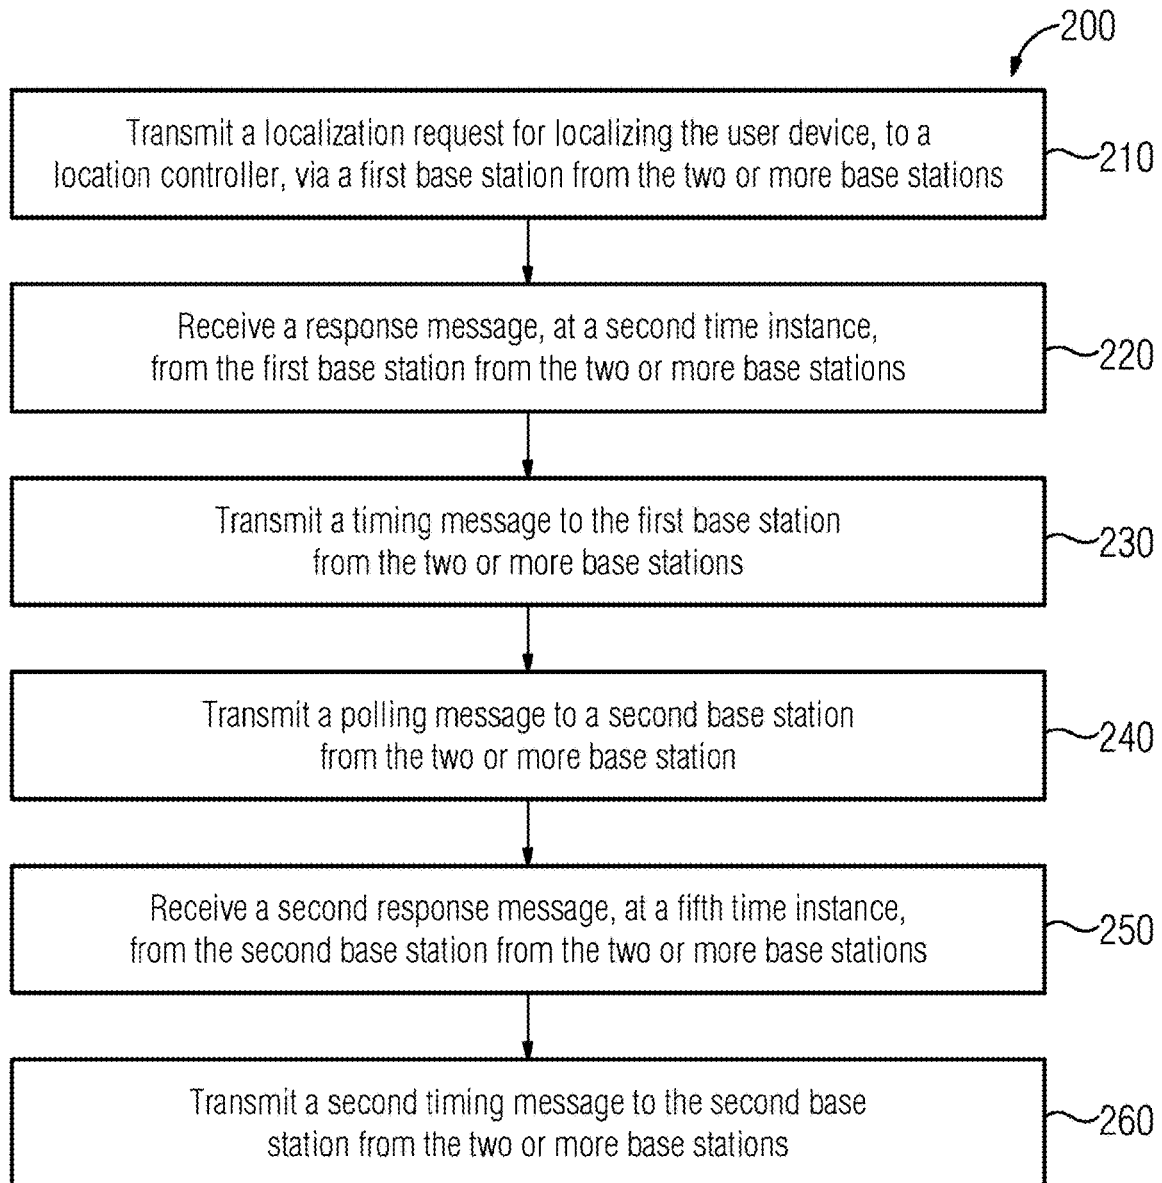 200
Transmit a localization request for localizing the user device, to a
location controller, via a first base station from the two or more base stations
210
Receive a response message, at a second time instance,
from the first base station from the two or more base stations
220
Transmit a timing message to the first base station
from the two or more base stations
230
Transmit a polling message to a second base station
from the two or more base station
240
Receive a second response message, at a fifth time instance,
from the second base station from the two or more base stations
250
Transmit a second timing message to the second base
station from the two or more base stations
260